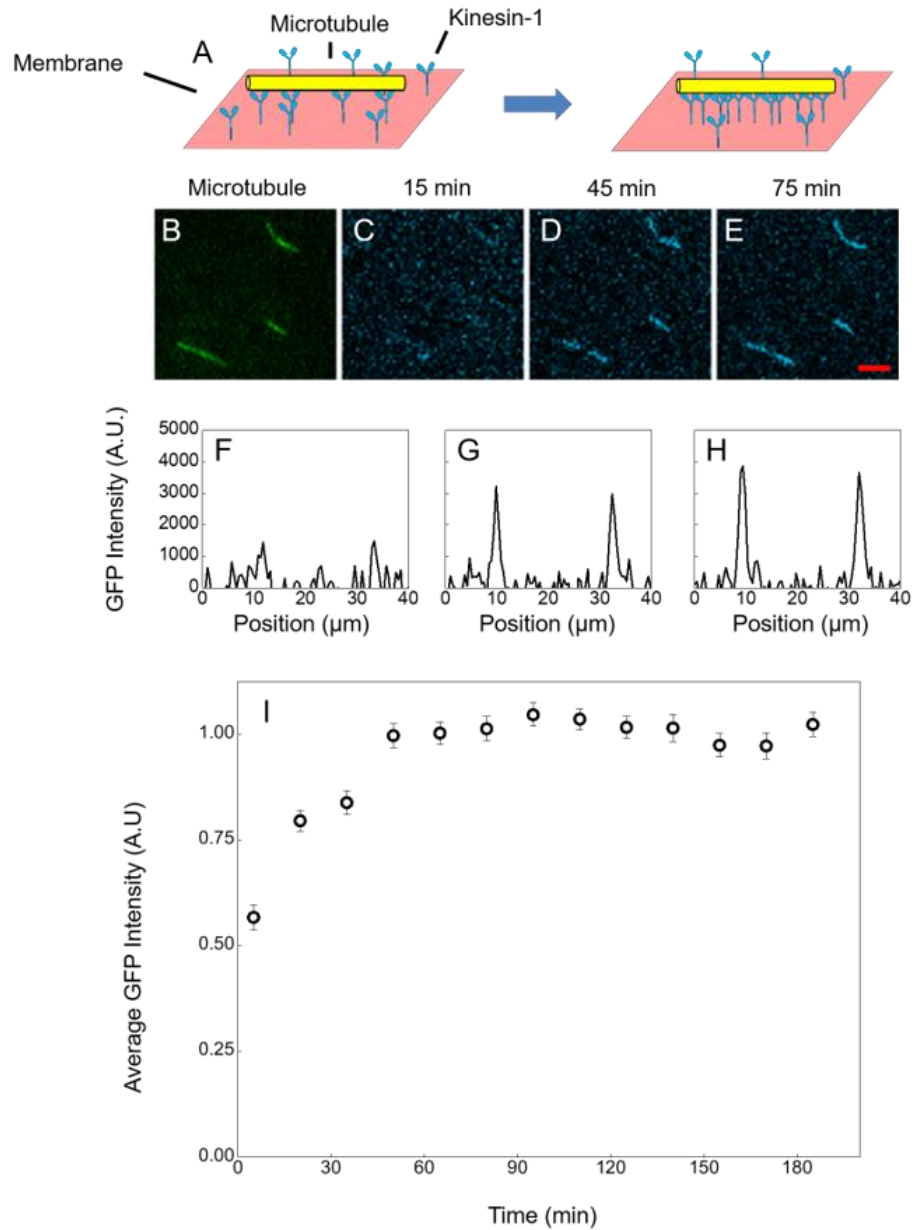 Microtubule
Kinesin-1
A
Membrane
Microtubule
15 min
45 min
75 min
B
C
D
E
GFP Intensity (A.U.)
5000
4000
3000
2000
1000
0
F
G
H
0 10 20 30 40
0 10 20 30 40
0 10 20 30 40
Position (µm)
Position (µm)
Position (µm)
I
Average GFP Intensity (A.U)
1.00
0.75
0.50
0.25
0.00
0 30 60 90 120 150 180
Time (min)